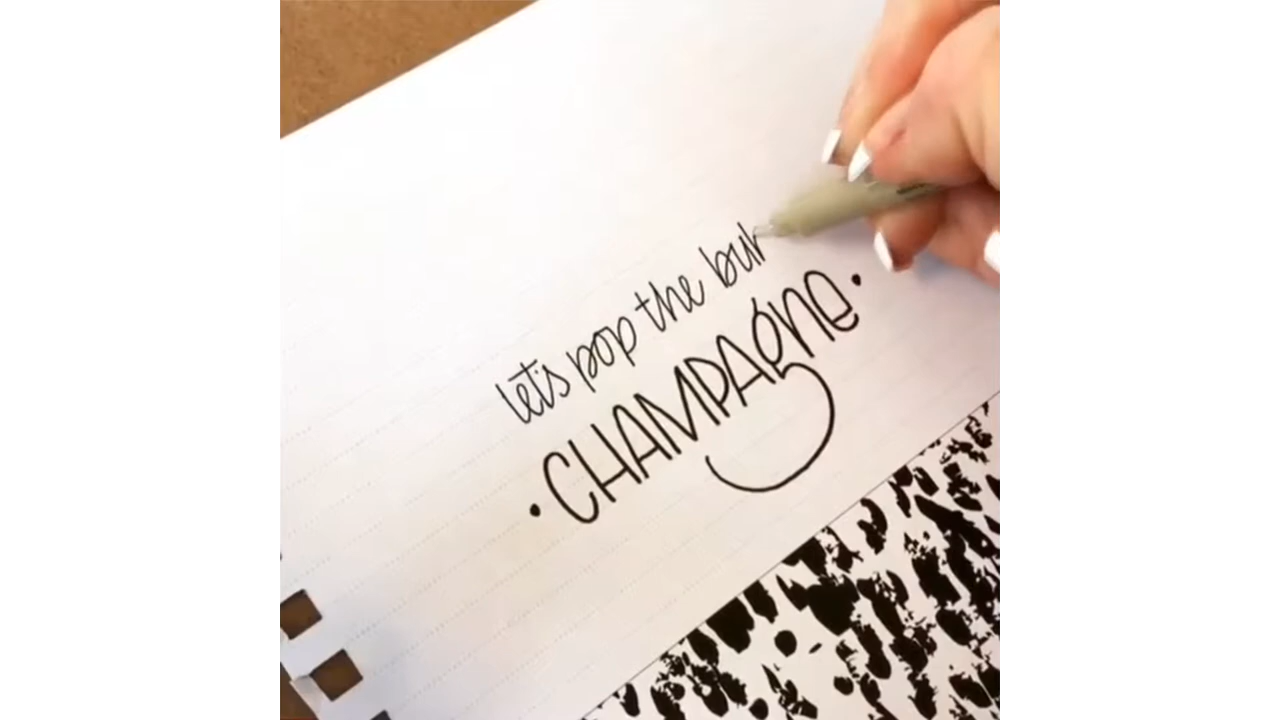 let's pop the
• CHAMPAgne •